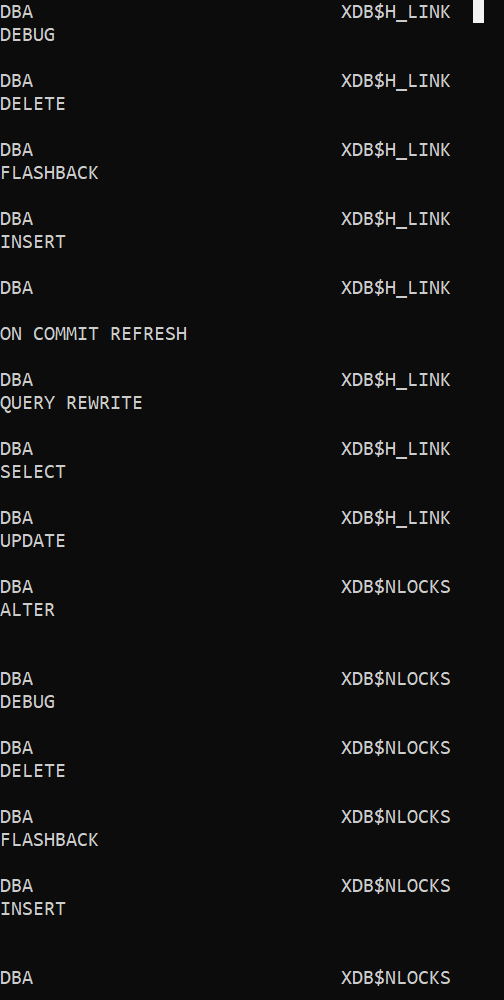 DBA XDB$H_LINK
DEBUG
DBA XDB$H_LINK
DELETE
DBA XDB$H_LINK
FLASHBACK
DBA XDB$H_LINK
INSERT
DBA XDB$H_LINK
ON COMMIT REFRESH
DBA XDB$H_LINK
QUERY REWRITE
DBA XDB$H_LINK
SELECT
DBA XDB$H_LINK
UPDATE
DBA XDB$NLOCKS
ALTER
DBA XDB$NLOCKS
DEBUG
DBA XDB$NLOCKS
DELETE
DBA XDB$NLOCKS
FLASHBACK
DBA XDB$NLOCKS
INSERT
DBA XDB$NLOCKS